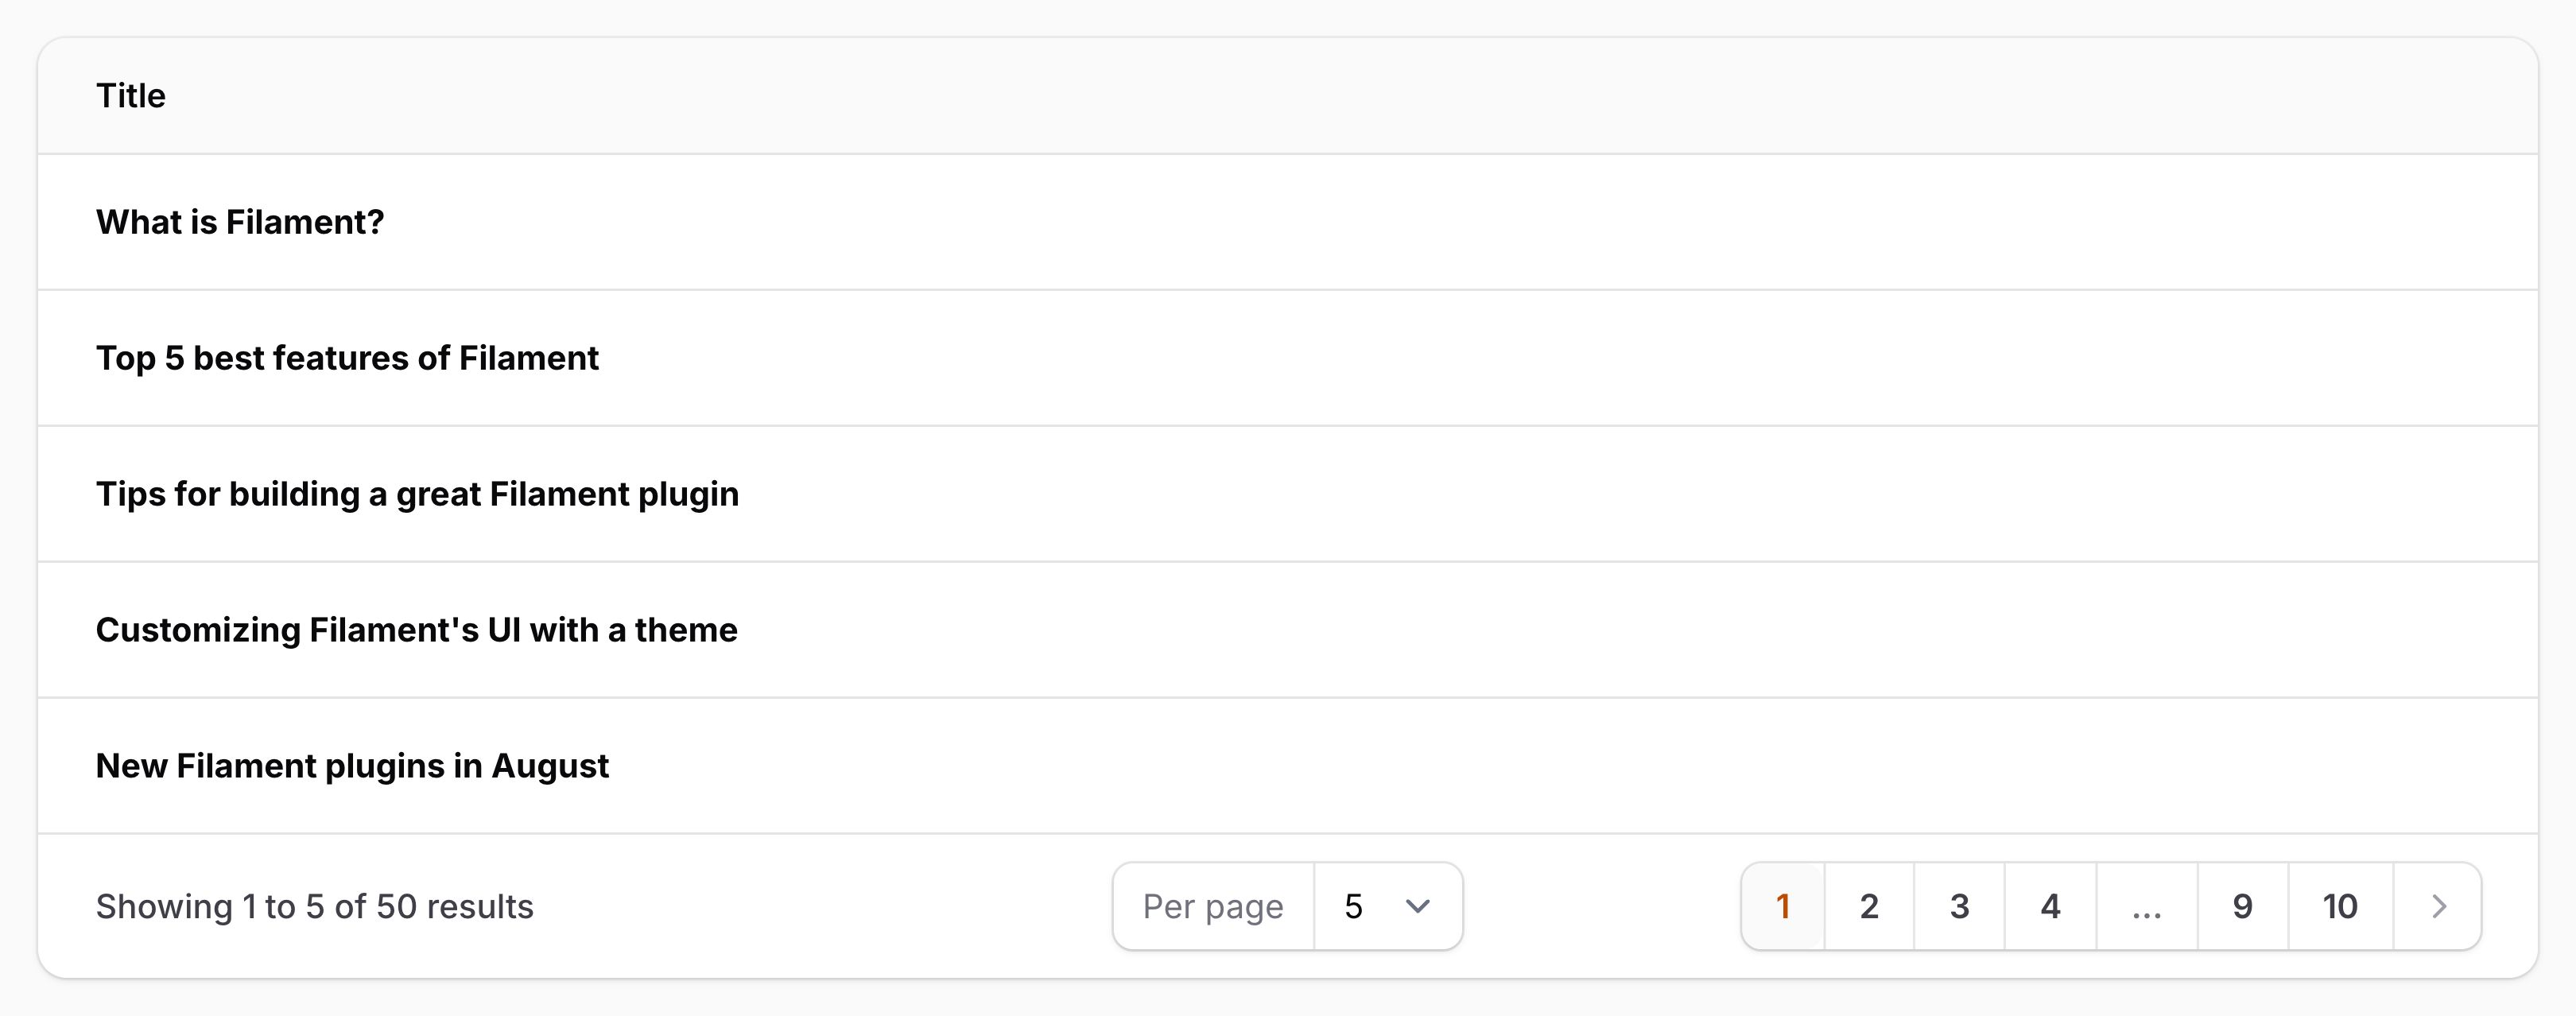 Title
What is Filament?
Top 5 best features of Filament
Tips for building a great Filament plugin
Customizing Filament's UI with a theme
New Filament plugins in August
Showing 1 to 5 of 50 results Per page 5 1 2 3 4 ... 9 10